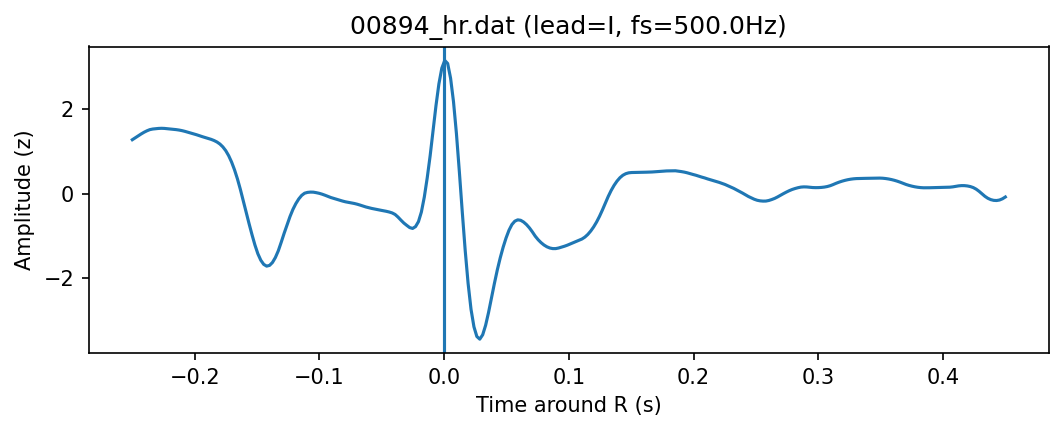 00894_hr.dat (lead=I, fs=500.0Hz)
Amplitude (z)
2
0
−2
−0.2 −0.1 0.0 0.1 0.2 0.3 0.4
Time around R (s)